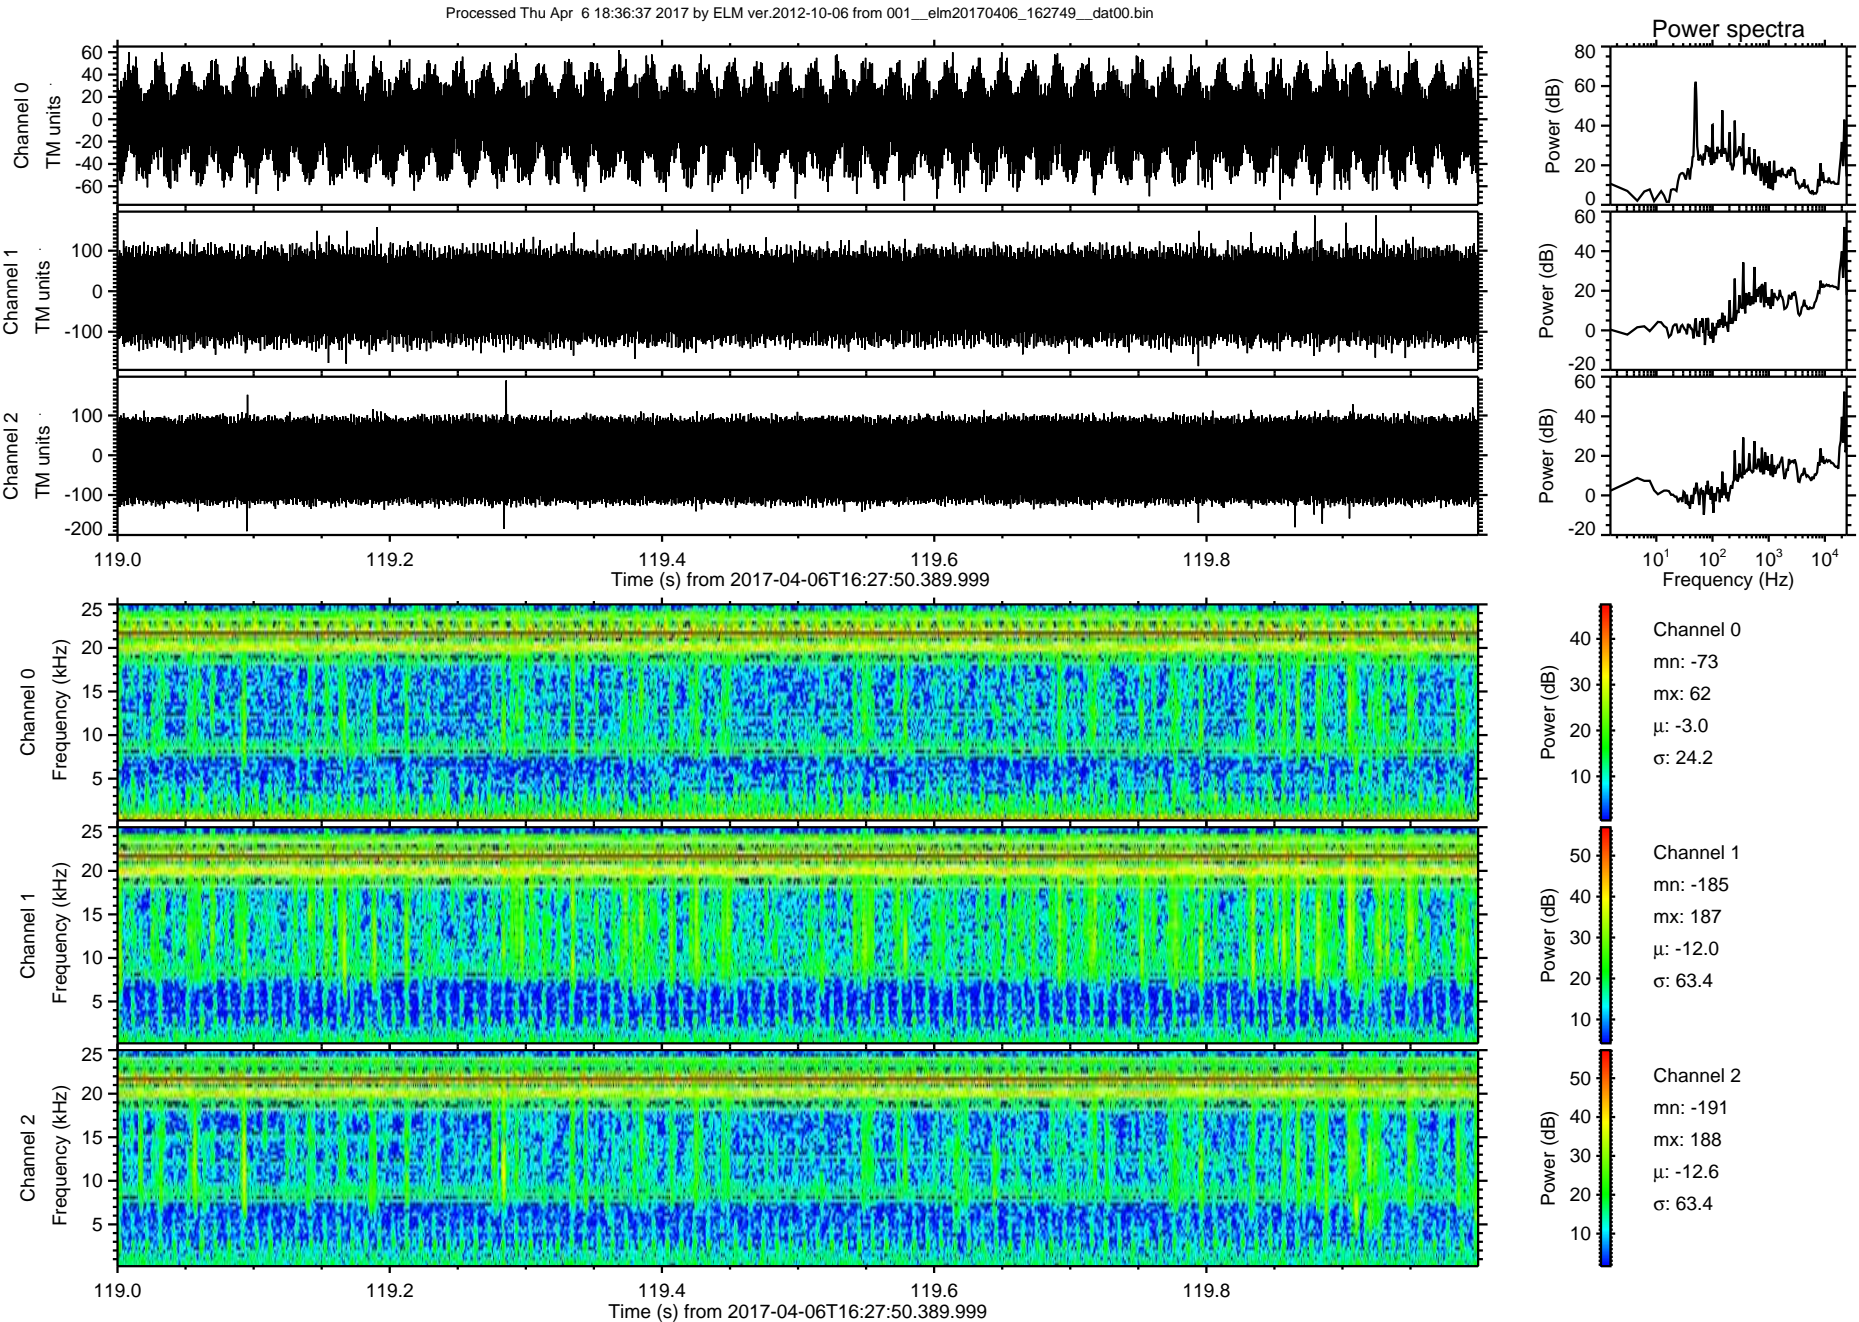 Processed Thu Apr  6 18:36:37 2017 by ELM ver.2012-10-06 from 001__elm20170406_162749__dat00.bin
Power spectra
Channel 0
TM units
60
40
20
0
-20
-40
-60
Power (dB)
80
60
40
20
0
Channel 1
TM units
100
0
-100
Power (dB)
60
40
20
0
-20
Channel 2
TM units
100
0
-100
-200
Power (dB)
60
40
20
0
-20
119.0 119.2 119.4 119.6 119.8
Time (s) from 2017-04-06T16:27:50.389.999
10^1 10^2 10^3 10^4
Frequency (Hz)
Channel 0
Frequency (kHz)
25
20
15
10
5
Power (dB)
40
30
20
10
Channel 0
mn: -73
mx: 62
μ: -3.0
σ: 24.2
Channel 1
Frequency (kHz)
25
20
15
10
5
Power (dB)
50
40
30
20
10
Channel 1
mn: -185
mx: 187
μ: -12.0
σ: 63.4
Channel 2
Frequency (kHz)
25
20
15
10
5
Power (dB)
50
40
30
20
10
Channel 2
mn: -191
mx: 188
μ: -12.6
σ: 63.4
119.0 119.2 119.4 119.6 119.8
Time (s) from 2017-04-06T16:27:50.389.999